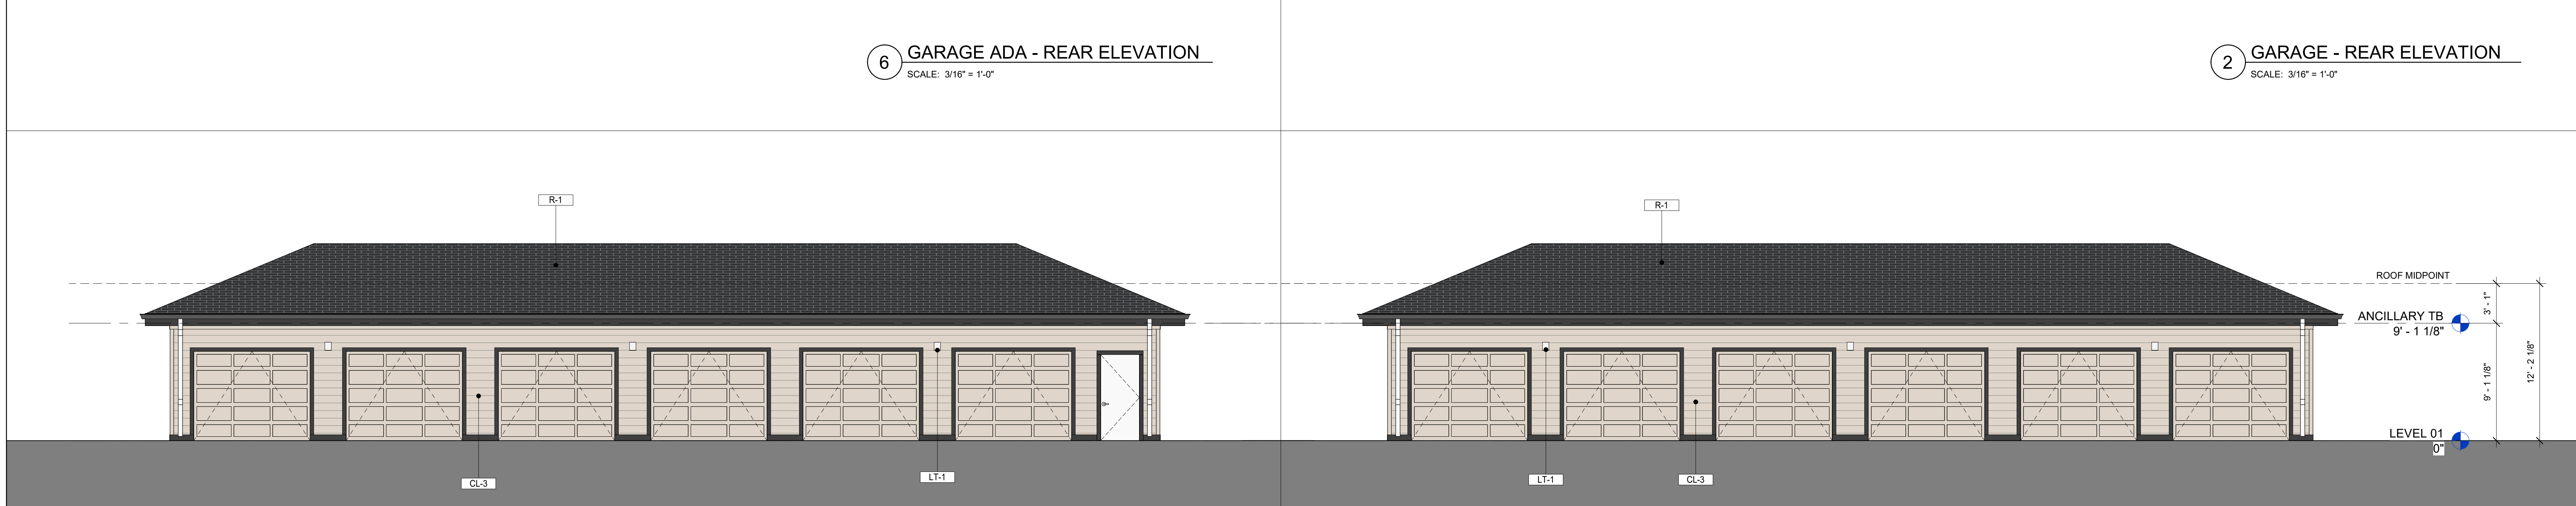 6
GARAGE ADA - REAR ELEVATION
SCALE: 3/16" = 1'-0"
2
GARAGE - REAR ELEVATION
SCALE: 3/16" = 1'-0"
R-1
CL-3
LT-1
R-1
LT-1
CL-3
ROOF MIDPOINT
ANCILLARY TB
9' - 1 1/8"
LEVEL 01
0"
3' - 1"
9' - 1 1/8"
12' - 2 1/8"